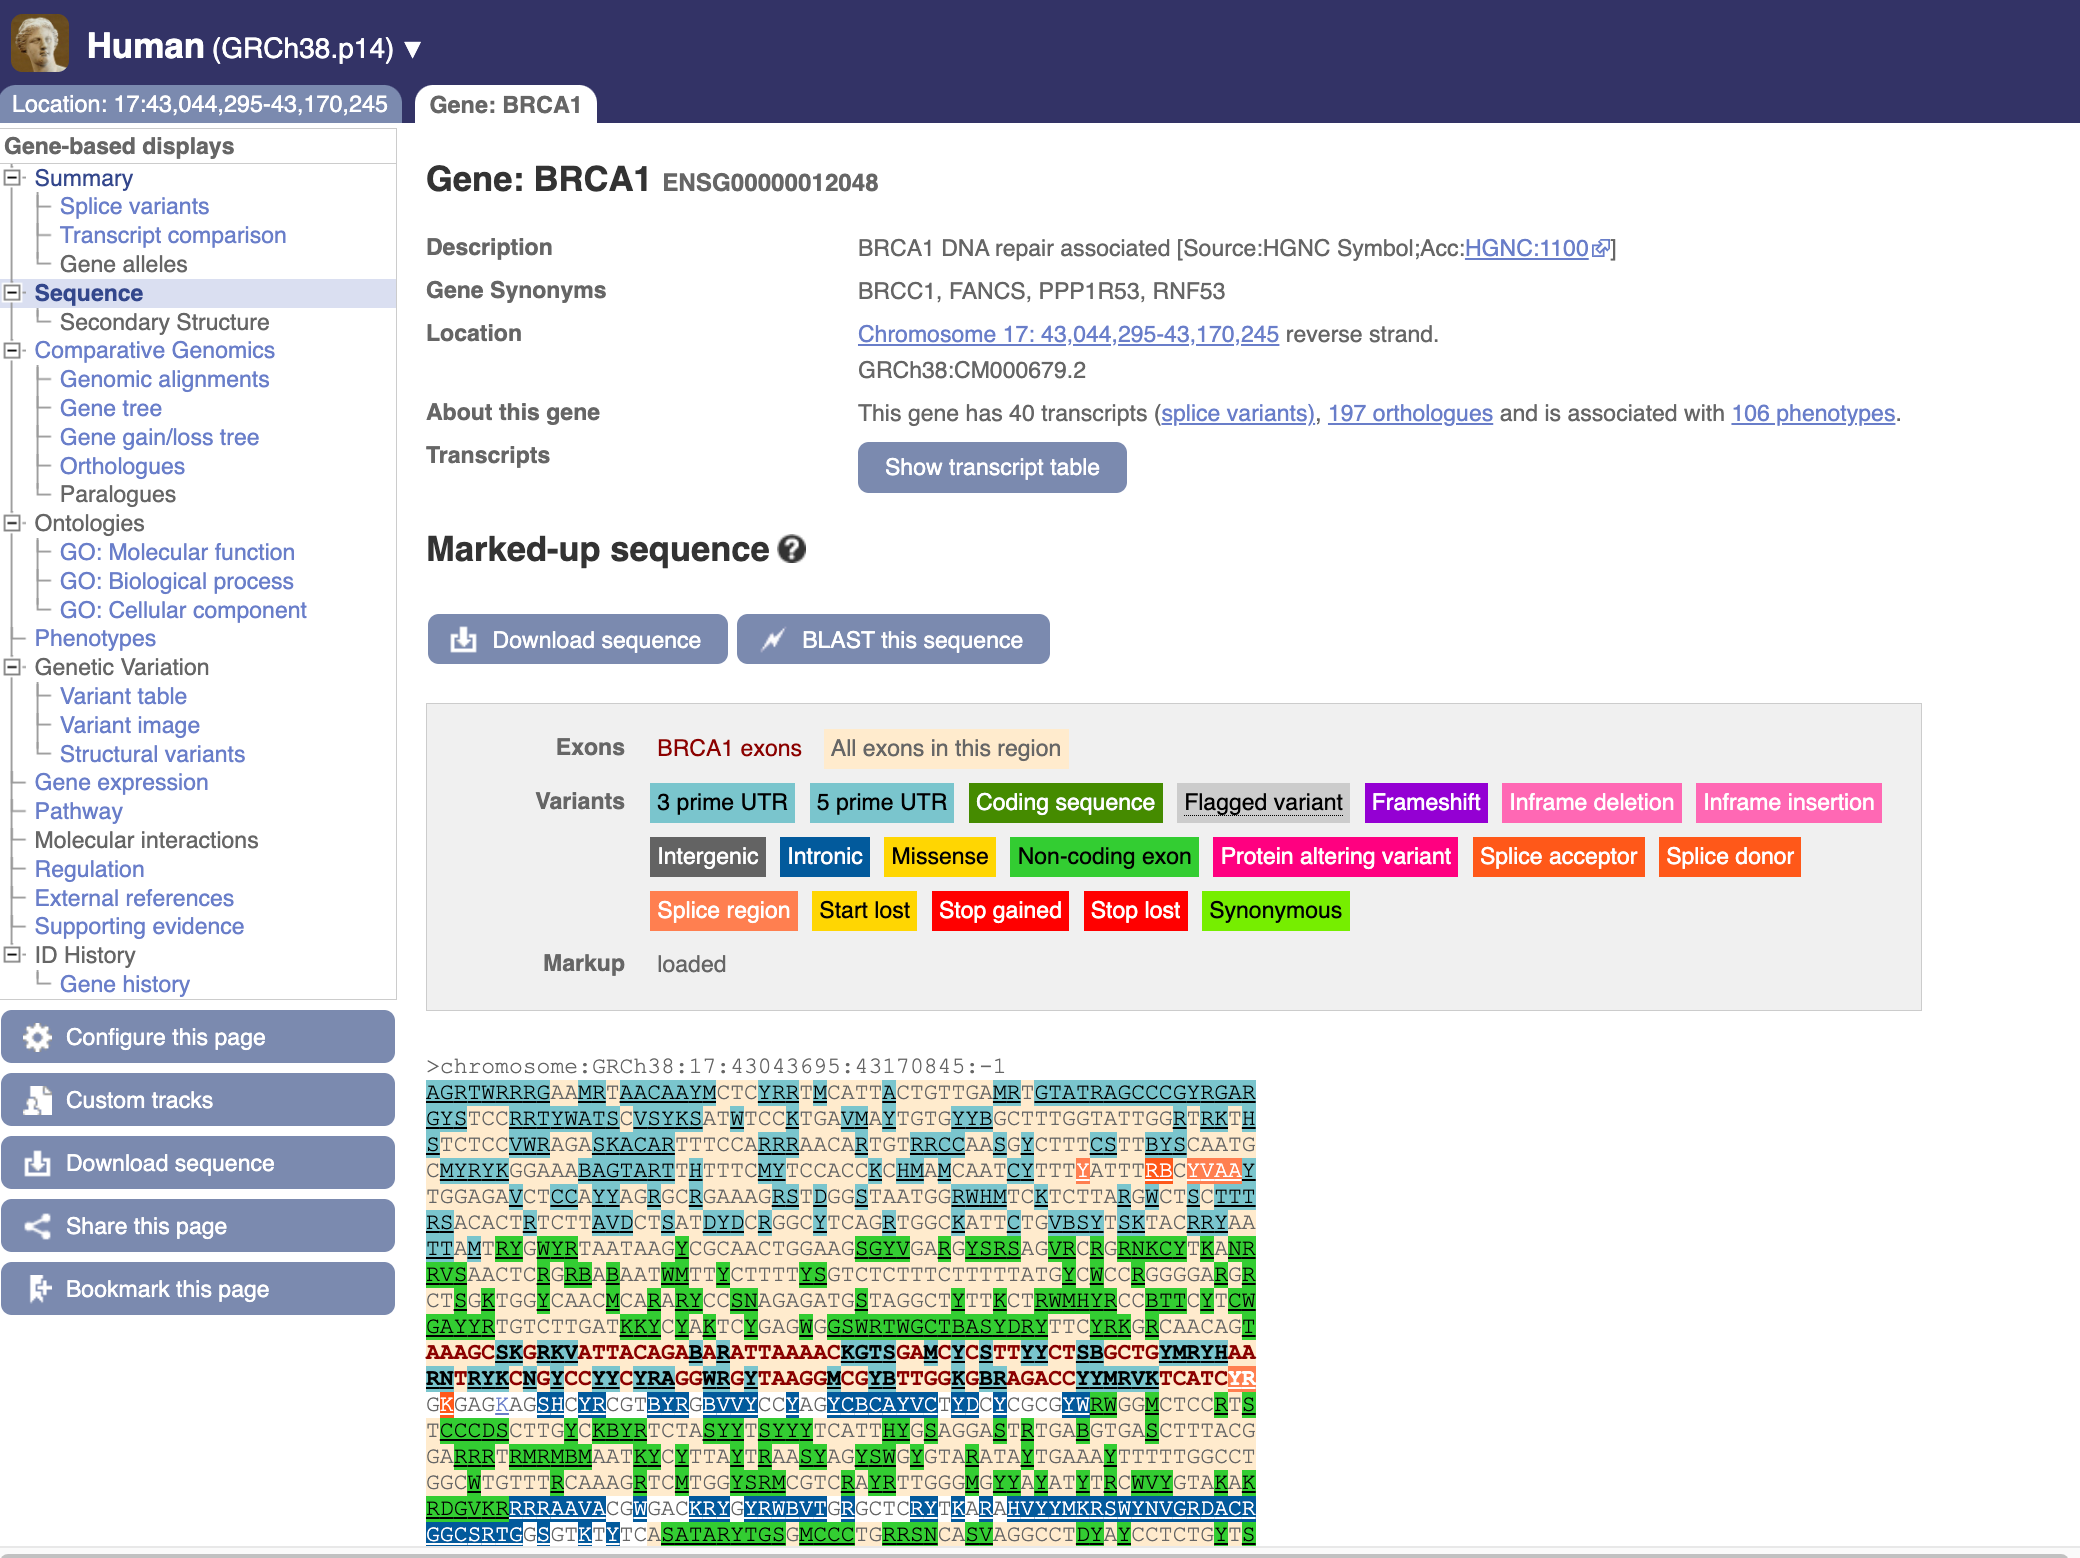 Human (GRCh38.p14) ▼
Location: 17:43,044,295-43,170,245
Gene: BRCA1
Gene-based displays
Summary
Splice variants
Transcript comparison
Gene alleles
Sequence
Secondary Structure
Comparative Genomics
Genomic alignments
Gene tree
Gene gain/loss tree
Orthologues
Paralogues
Ontologies
GO: Molecular function
GO: Biological process
GO: Cellular component
Phenotypes
Genetic Variation
Variant table
Variant image
Structural variants
Gene expression
Pathway
Molecular interactions
Regulation
External references
Supporting evidence
ID History
Gene history
Configure this page
Custom tracks
Download sequence
Share this page
Bookmark this page
Gene: BRCA1 ENSG00000012048
Description BRCA1 DNA repair associated [Source:HGNC Symbol;Acc:HGNC:1100]
Gene Synonyms BRCC1, FANCS, PPP1R53, RNF53
Location Chromosome 17: 43,044,295-43,170,245 reverse strand.
GRCh38:CM000679.2
About this gene This gene has 40 transcripts (splice variants), 197 orthologues and is associated with 106 phenotypes.
Transcripts Show transcript table
Marked-up sequence ?
Download sequence BLAST this sequence
Exons BRCA1 exons All exons in this region
Variants 3 prime UTR 5 prime UTR Coding sequence Flagged variant Frameshift Inframe deletion Inframe insertion
Intergenic Intronic Missense Non-coding exon Protein altering variant Splice acceptor Splice donor
Splice region Start lost Stop gained Stop lost Synonymous
Markup loaded
>chromosome:GRCh38:17:43043695:43170845:-1
AGRTWRRRGAAMRTAACAAYMCTCYRRTMCATTACTGTTGAMRTGTATRAGCCCGYRGAR
GYSTCCRRTYWATSCVSYKSATWTCCKTGAVMAYTGTGYYBGCTTTGGTATTGGRTRKTH
STCTCCVWRAGASKACARTTTCCARRRAACARTGTRRCCAASGYCTTTCSTTBYSCAATG
CMYRYKGGAAABAGTARTTHTTTCMYTCCACCKCHMAMCAATCYTTTYATTTRBCYVAAY
TGGAGAVCTCCAYYAGRGCRGAAAGRSTDGGSTAATGGRWHMTCKTCTTARGWCTSCTTT
RSACACTRTCTTAVDCTSATDYDCRGGCYTCAGRTGGCKATTCTGVBSYTSKTACRRYAA
TTAMTRYGWYRTAATAAGYCGCAACTGGAAGSGYVGARGYSRSAGVRCRGRNKCYTKANR
RVSAACTCRGRBABAATWMTTYCTTTTYSGTCTCTTTCTTTTTATGYCWCCRGGGGARGR
CTSGKTGGYCAACMCARARYCCSNAGAGATGSTAGGCTYTTKCTRWMHYRCCBTTCYTCW
GAYYRTGTCTTGATKKYCYAKTCYGAGWGGSWRTWGCTBASYDRYTTCYRKGRCAACAGT
AAAGCSKGRKVATTACAGABARATTAAAACKGTSGAMCYCSTTYYCTSBGCTGYMRYHAA
RNTRYKCNGYCCYYCYRAGGWRGYTAAGGMCGYBTTGGKGBRAGACCYYMRVKTCATCYR
GKGAGKAGSHCYRCGTBYRGBVVYCCYAGYCBCAYVCTYDCYCGCGYWRWGGMCTCCRTS
TCCCDSCTTGYCKBYRTCTASYYTSYYYTCATTHYGSAGGASTRTGABGTGASCTTTACG
GARRRTRMRMBMAATKYCYTTAYTRAASYAGYSWGYGTARATAYTGAAAYTTTTTGGCCT
GGCWTGTTTRCAAAGRTCMTGGYSRMCGTCRAYRTTGGGMGYYAYATYTRCWVYGTAKAK
RDGVKRRRRAAVACGWGACKRYGYRWBVTGRGCTCRYTKARAHVYYMKRSWYNVGRDACR
GGCSRTGGSGTKTYTCASATARYTGSGMCCCTGRRSNCASVAGGCCTDYAYCCTCTGYTS